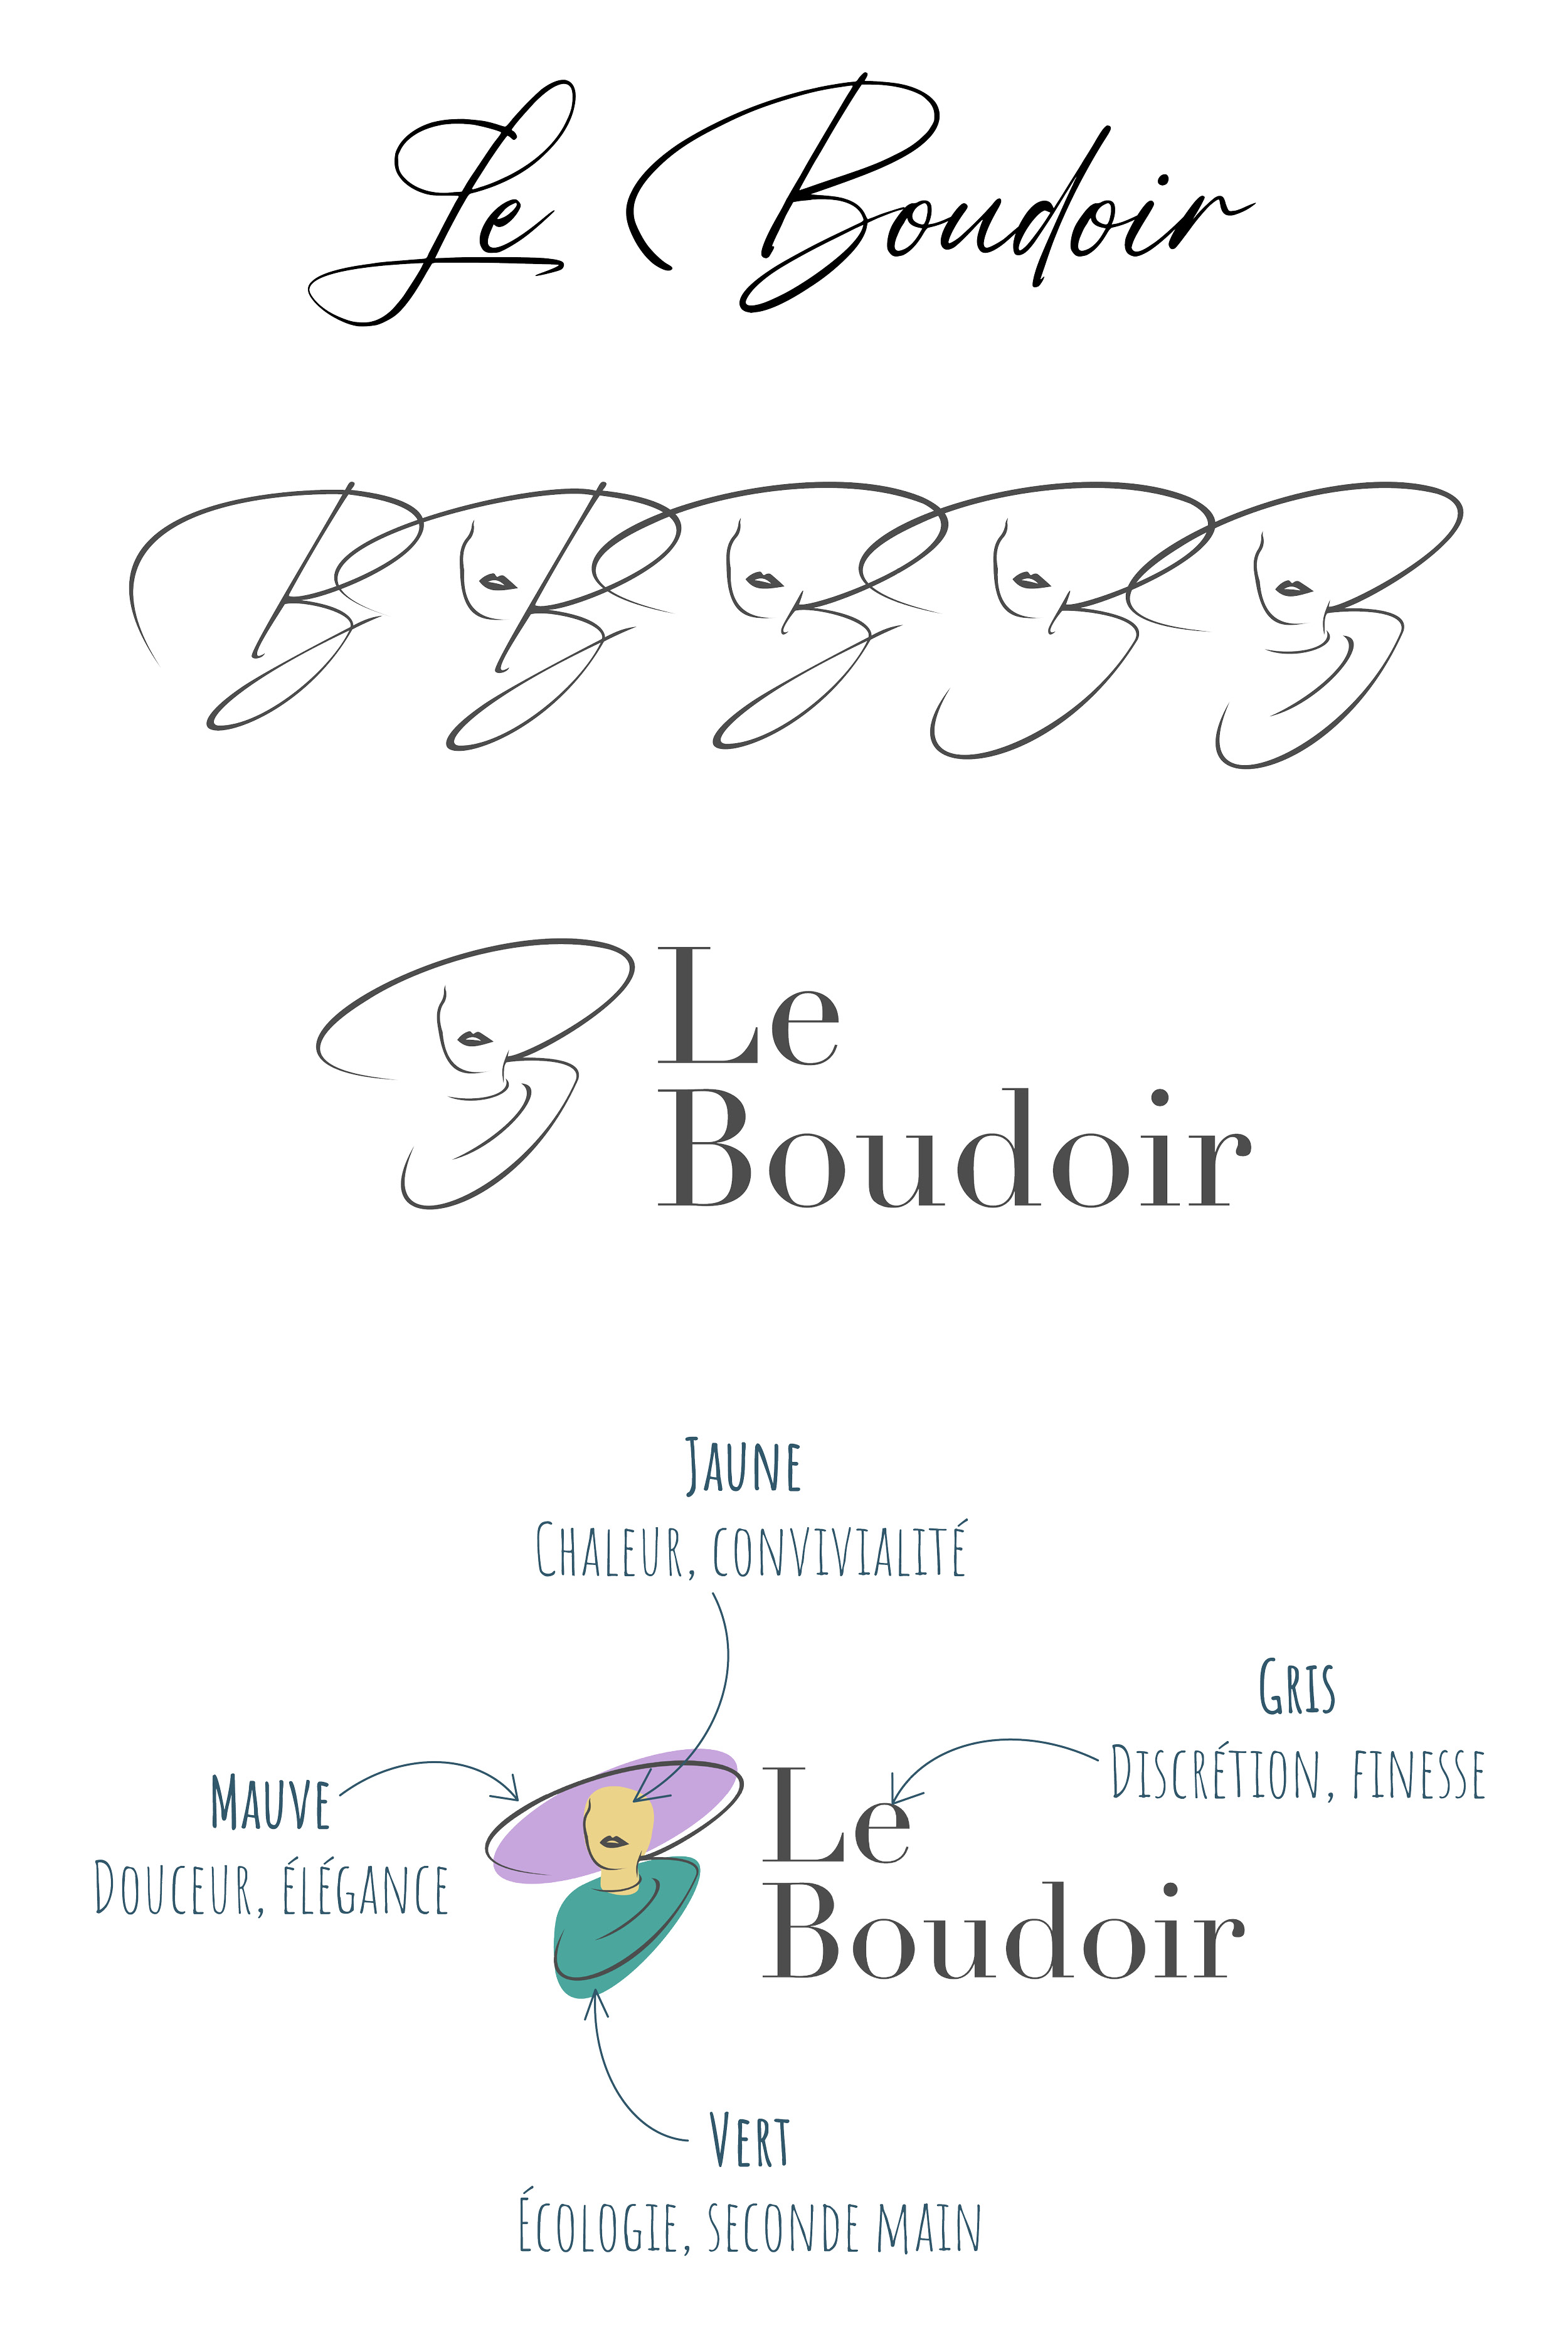 Le Boudoir
B
Le
Boudoir
Jaune
Chaleur, convivialité
Gris
Discrétion, finesse
Mauve
Douceur, élégance
Le
Boudoir
Vert
Écologie, seconde main